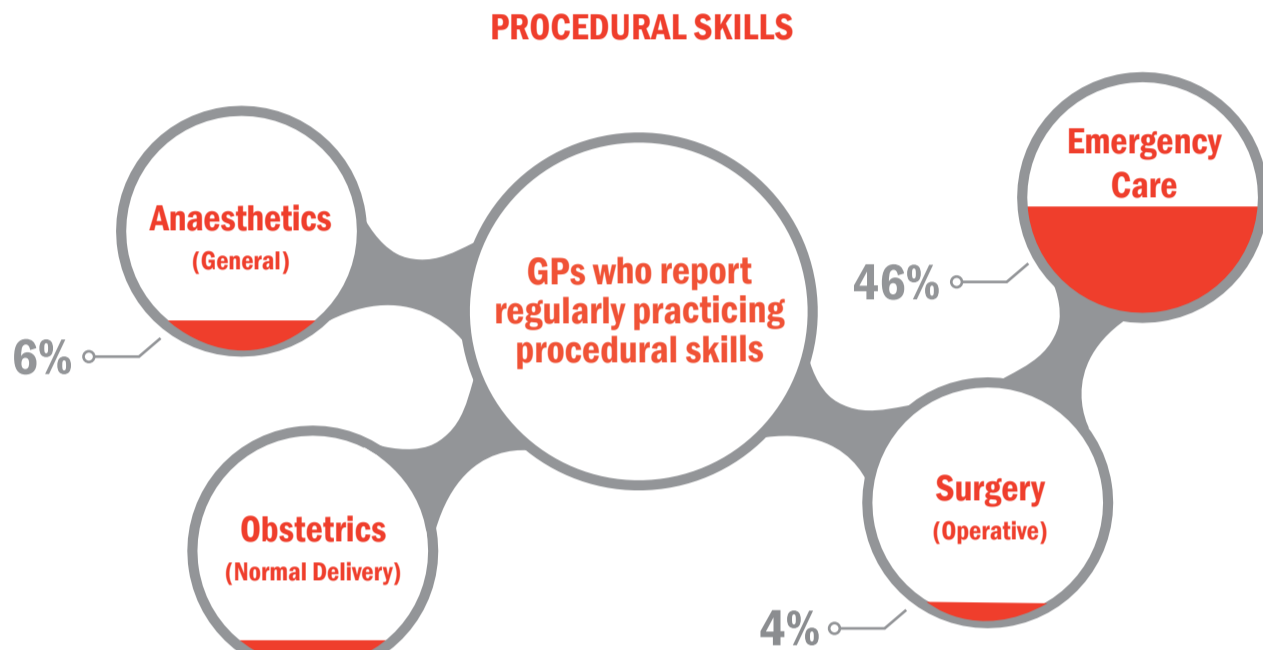 PROCEDURAL SKILLS
Anaesthetics
(General)
6%
GPs who report
regularly practicing
procedural skills
Emergency
Care
46%
Obstetrics
(Normal Delivery)
Surgery
(Operative)
4%